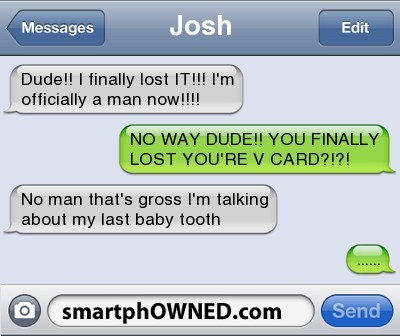 Messages
Josh
Edit
Dude!! I finally lost IT!!! I'm
officially a man now!!!!
NO WAY DUDE!! YOU FINALLY
LOST YOU'RE V CARD?!?!
No man that's gross I'm talking
about my last baby tooth
......
smartphOWNED.com
Send